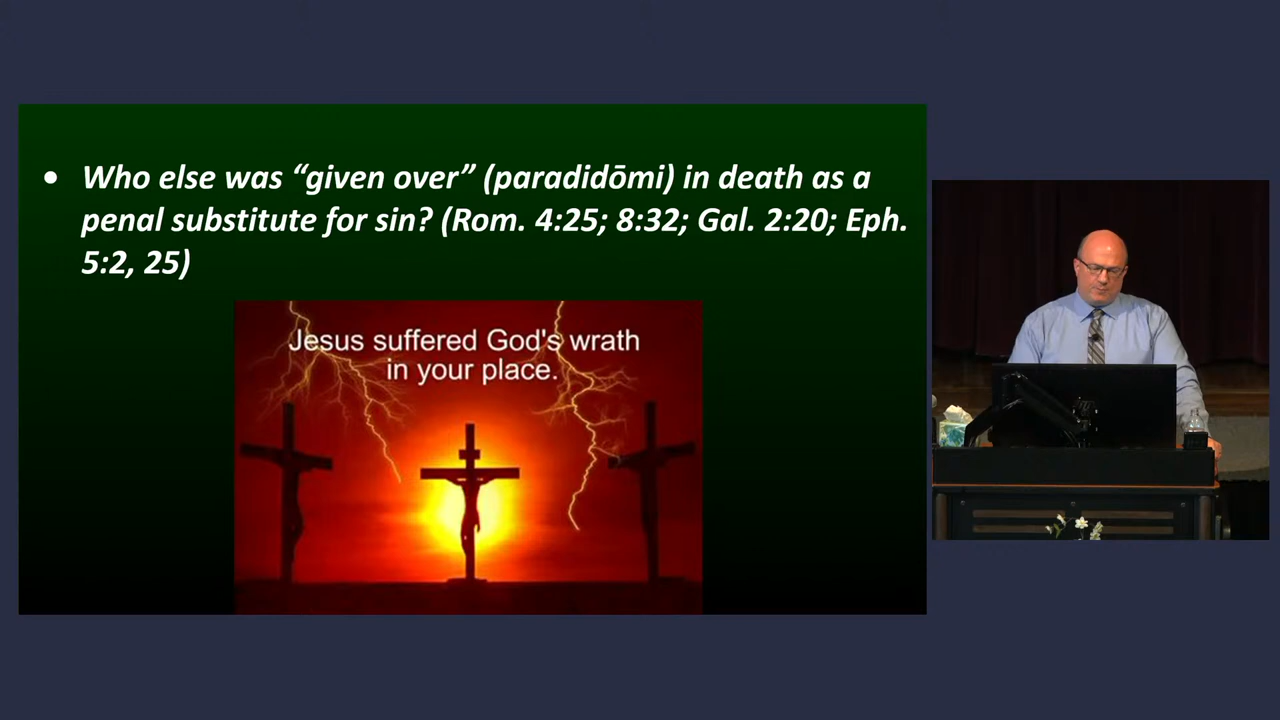 • Who else was “given over” (paradidōmi) in death as a
penal substitute for sin? (Rom. 4:25; 8:32; Gal. 2:20; Eph.
5:2, 25)
Jesus suffered God's wrath
in your place.